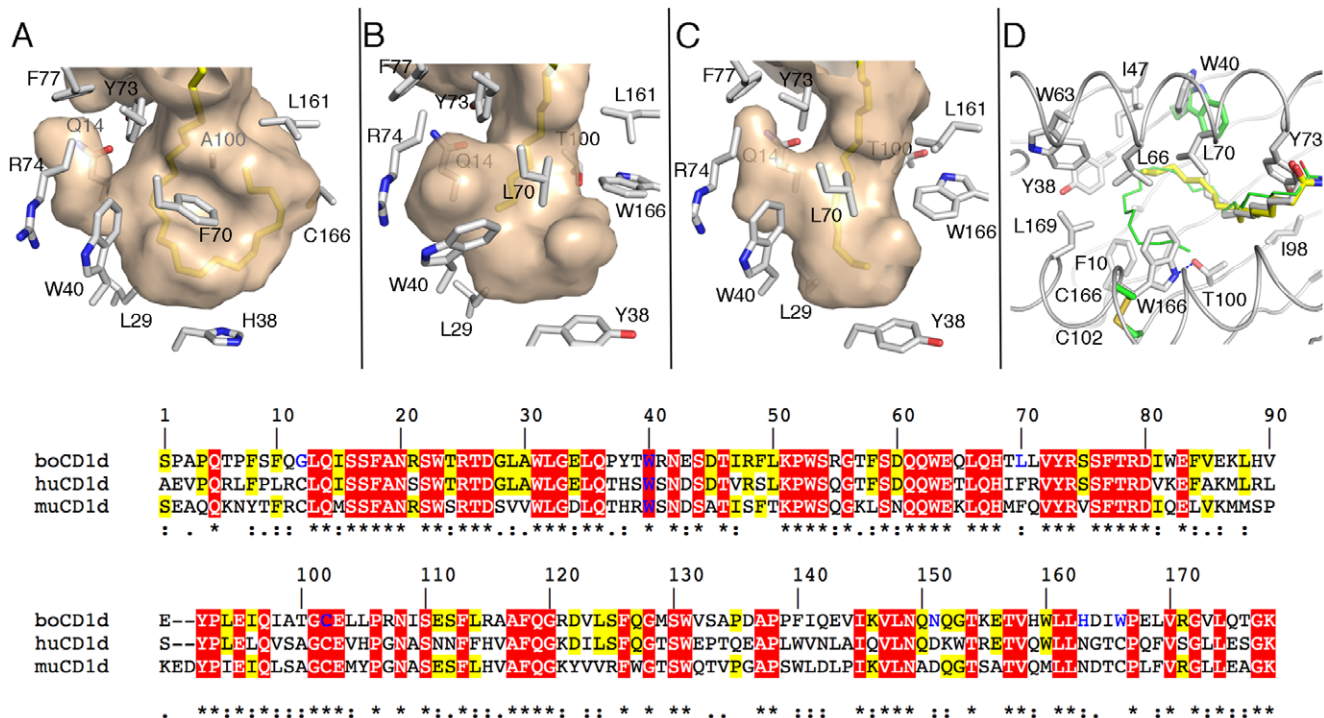 A
F77
Y73
L161
Q14
A100
R74
F70
C166
W40
L29
H38
B
F77
Y73
L161
R74
Q14
T100
L70
W166
W40
L29
Y38
C
F77
Y73
L161
R74
Q14
T100
L70
W166
W40
L29
Y38
D
I47
W40
W63
Y73
L66
L70
Y38
L169
I98
F10
C166
W166
T100
C102
1 10 20 30 40 50 60 70 80 90
boCD1d SPAPQTPFSFQGLQISSFANRSWTRTDGLAWLGELQPYTWRNESDTIRFLKPWSRGTFSDQQWEQLQHTLLVYRSSFTRDIWEFVEKLHV
huCD1d AEVPQRLFPLRCLQISSFANSSWTRTDGLAWLGELQTHSWSNDSDTVRSLKPWSQGTFSDQQWETLQHIFRVYRSSFTRDVKEFAKMLRL
muCD1d SEAQQKNYTFRCLQMSSFANRSWSRTDSVVWLGDLQTHRWSNDSATISFTKPWSQGKLSNQQWEKLQHMFQVYRVSFTRDIQELVKMMSP
100 110 120 130 140 150 160 170
boCD1d E--YPLEIQIATGCELLPRNISESFLRAAFQGRDVLSFQGMSWVSAPDAPPFIQEVIKVLNQNQGTKETVHWLLHDIWPELVRGVLQTGK
huCD1d S--YPLELQVSAGCEVHPGNASNNFFHVAFQGKDILSFQGTSWEPTQEAPLWVNLAIQVLNQDKWTRETVQWLLNGTCPQFVSGLLESGK
muCD1d KEDYPIEIQLSAGCEMYPGNASESFLHVAFQGKYVVRFWGTSWQTVPGAPSWLDLPIKVLNADQGTSATVQMLLNDTCPLFVRGLLEAGK